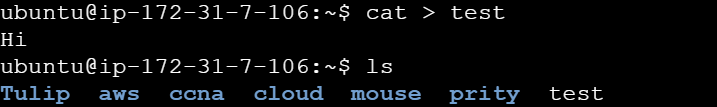 ubuntu@ip-172-31-7-106:~$ cat > test
Hi
ubuntu@ip-172-31-7-106:~$ ls
Tulip  aws  ccna  cloud  mouse  prity  test